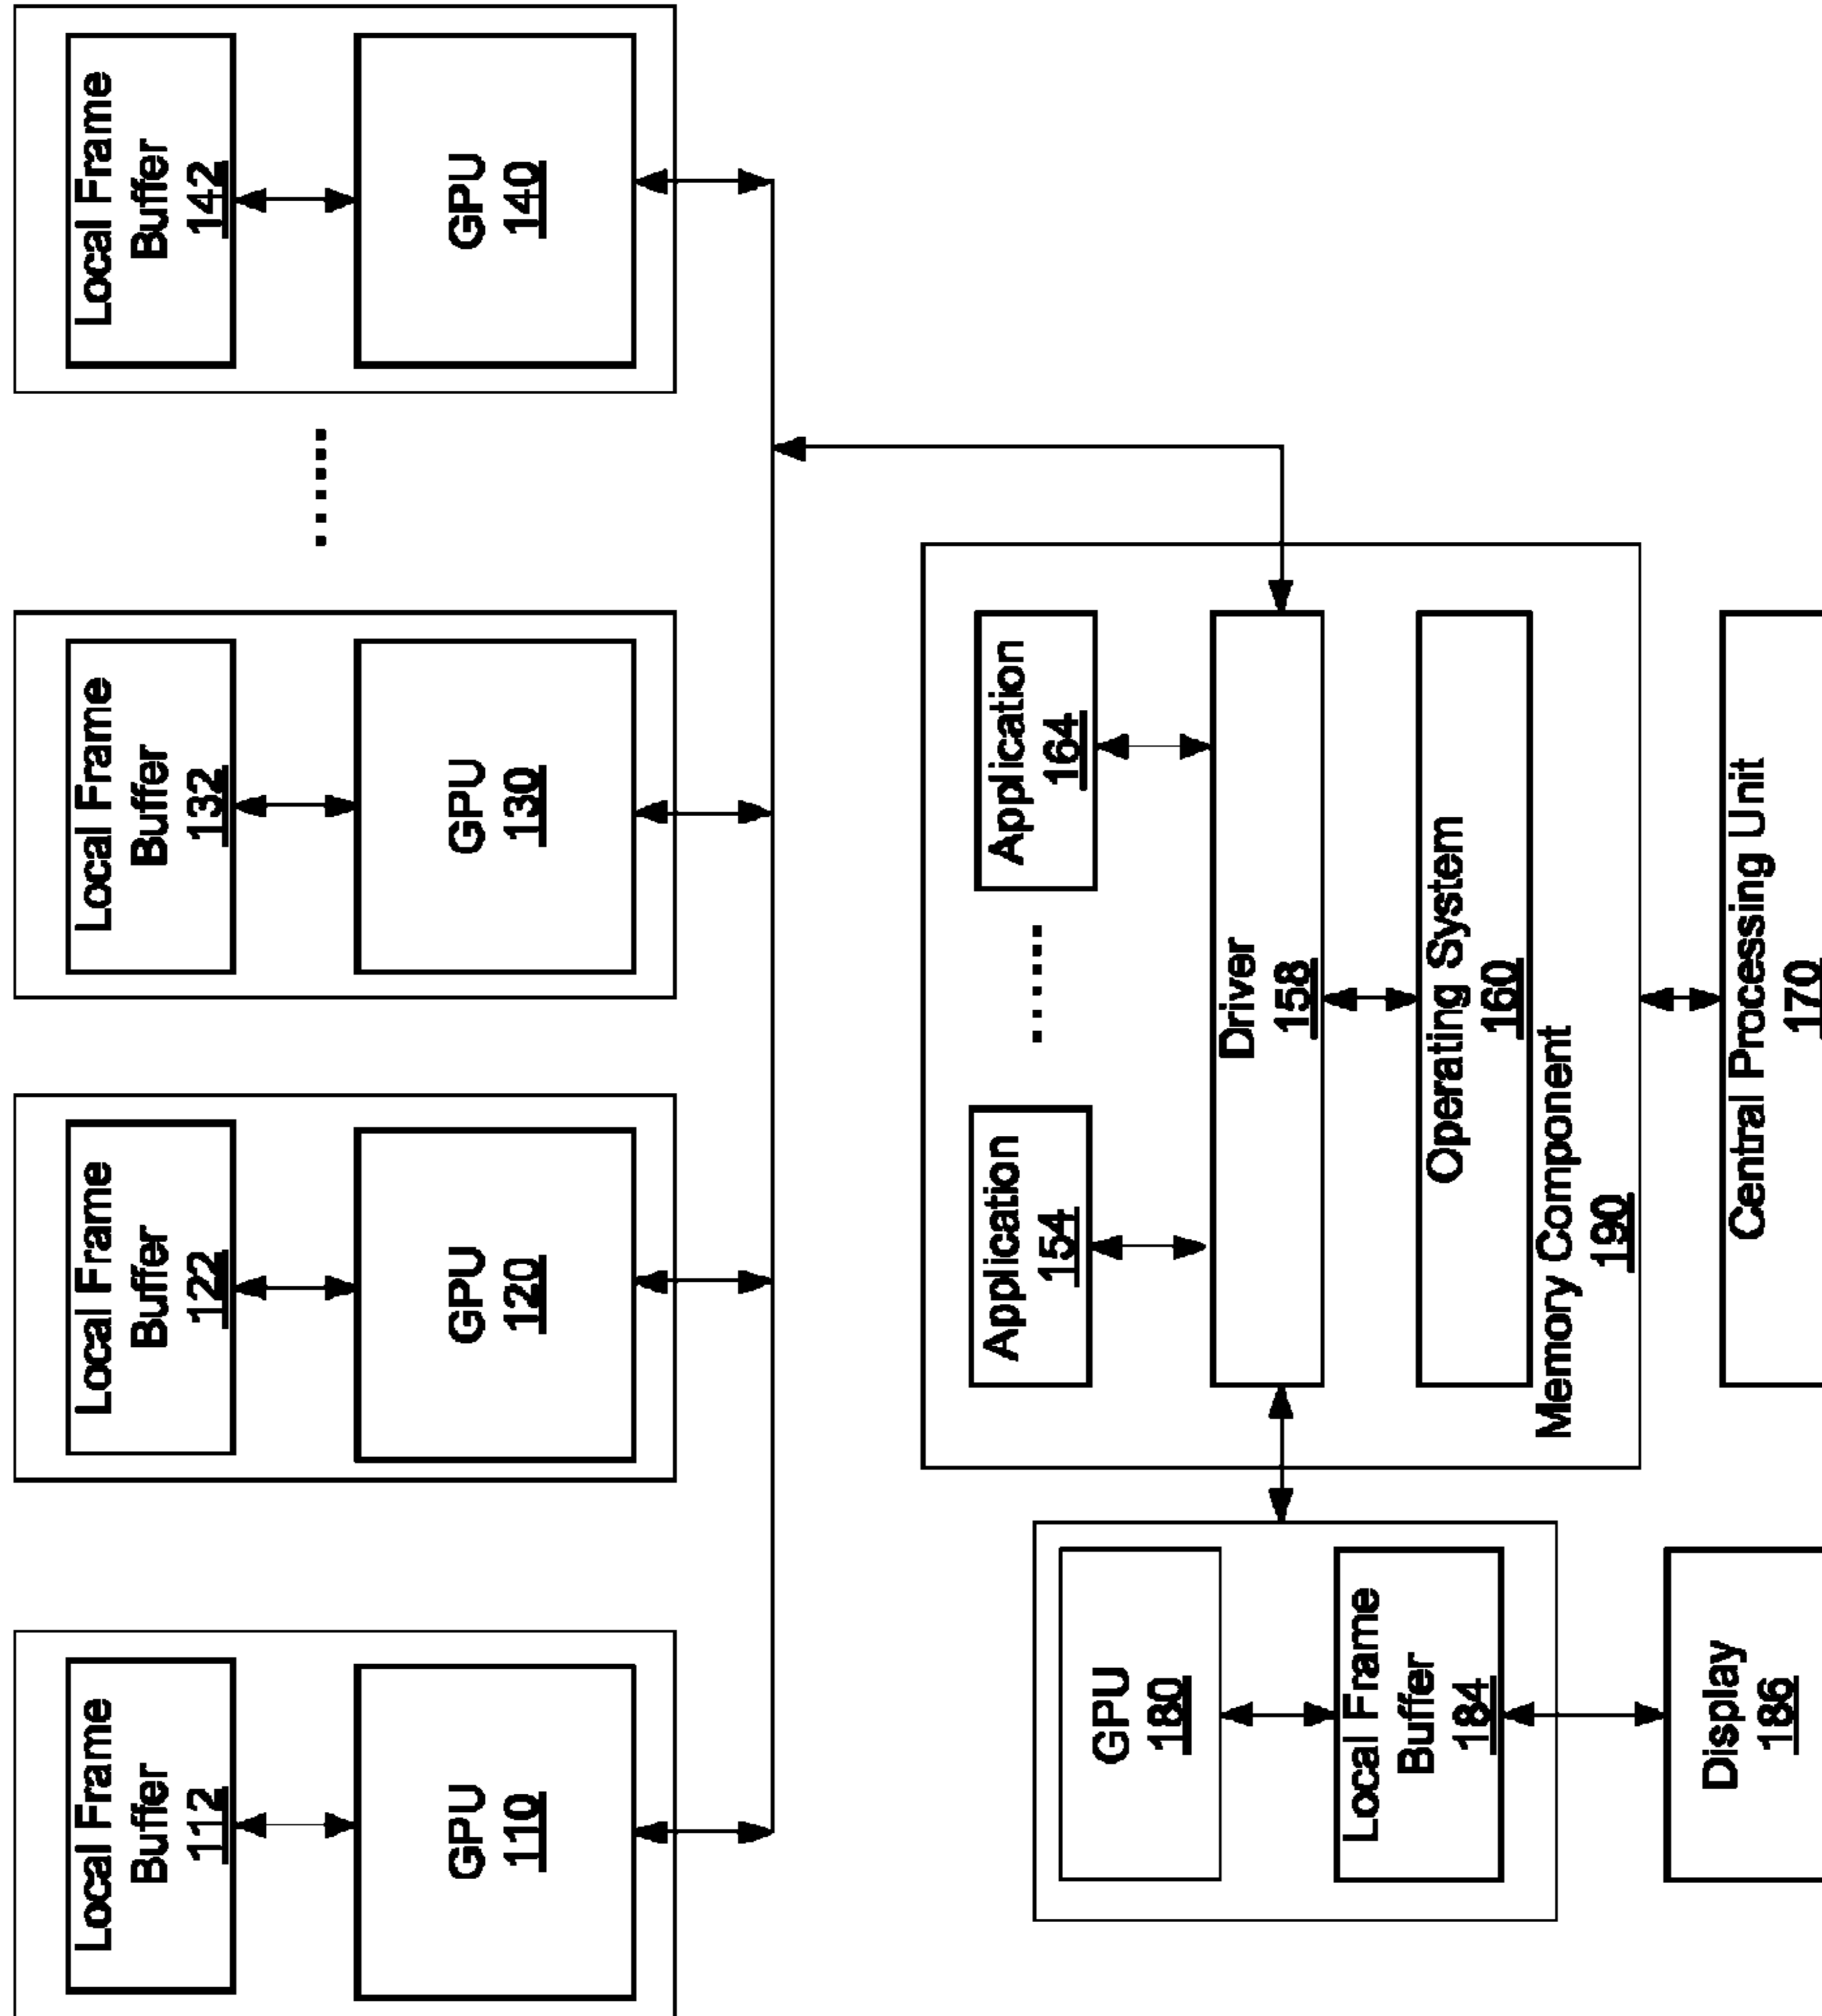 Local Frame
Buffer
112
GPU
110
Local Frame
Buffer
122
GPU
120
Local Frame
Buffer
132
GPU
130
......
Local Frame
Buffer
142
GPU
140
GPU
180
Local Frame
Buffer
184
Display
186
Application
154
......
Application
164
Driver
158
Operating System
160
Memory Component
190
Central Processing Unit
170